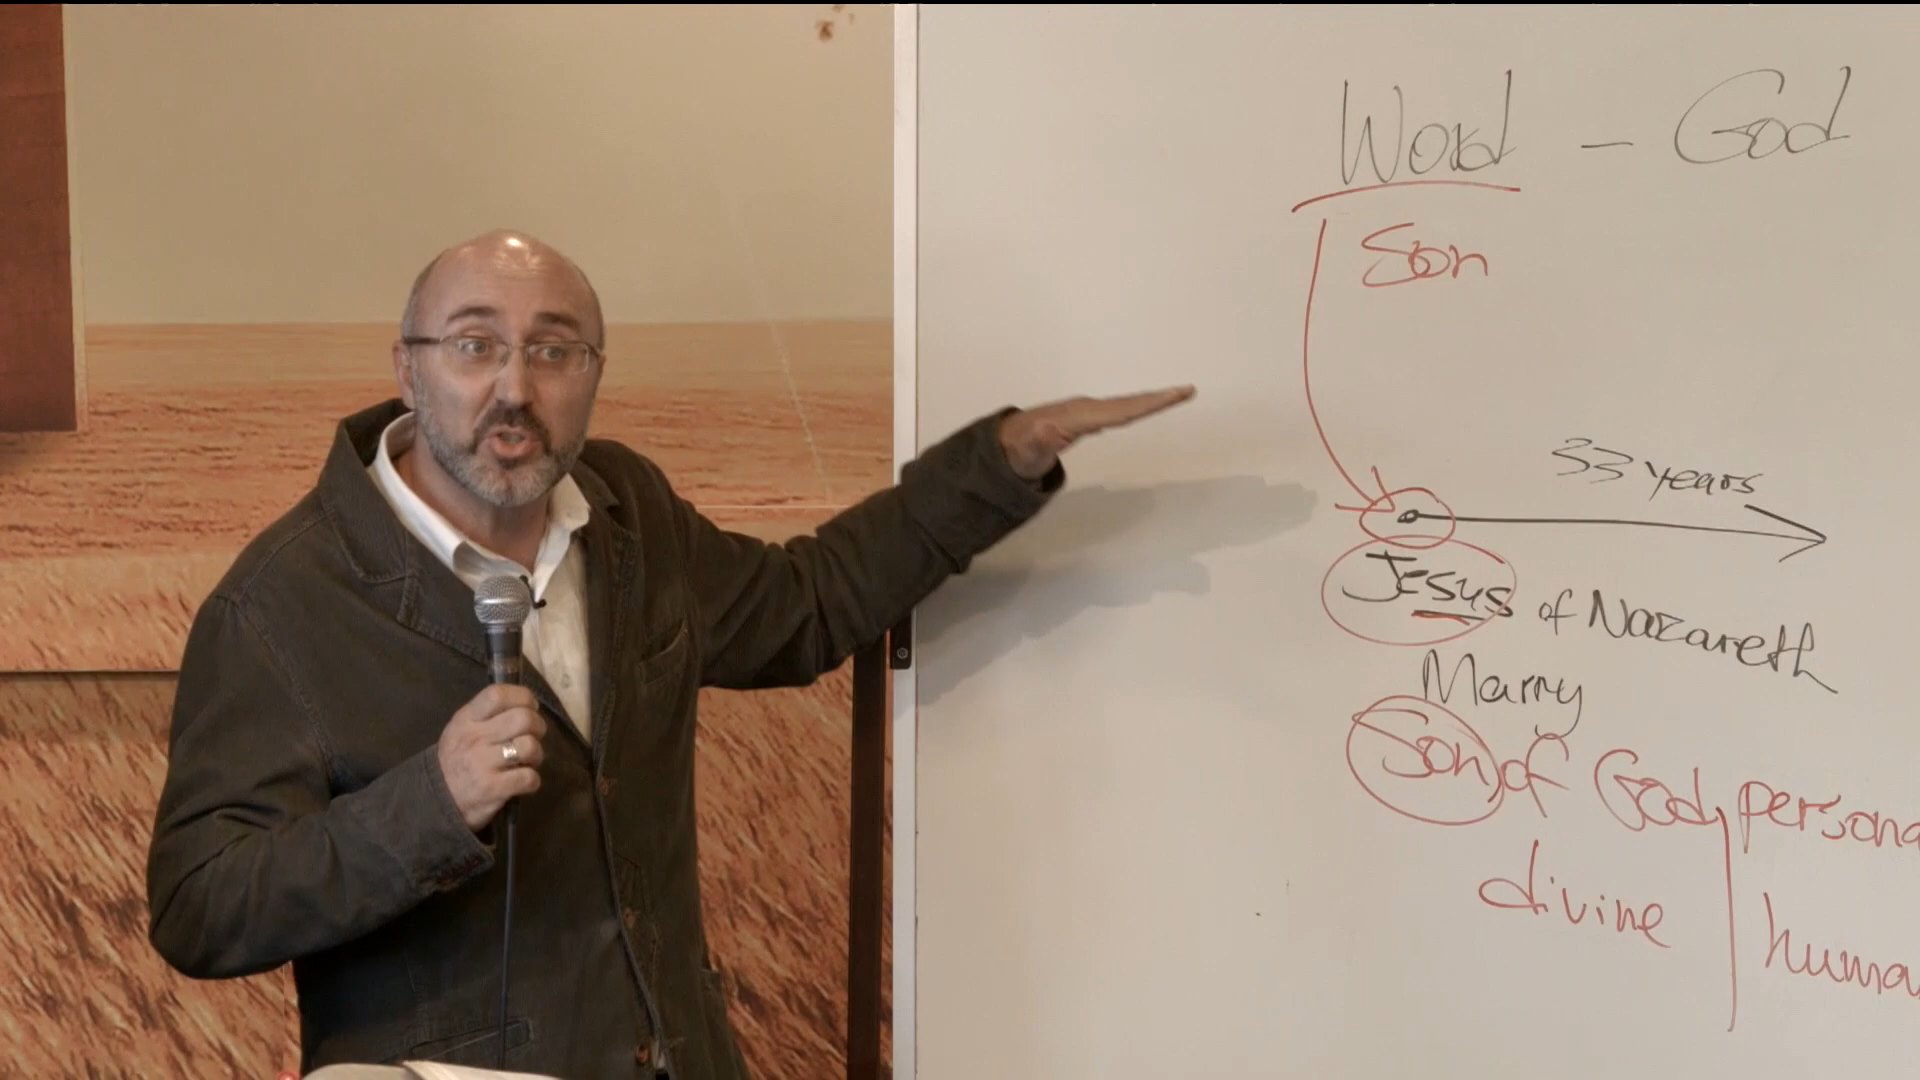 Word - God
Son
33 years
Jesus of Nazareth
Marry
Son of God, persona
divine
huma